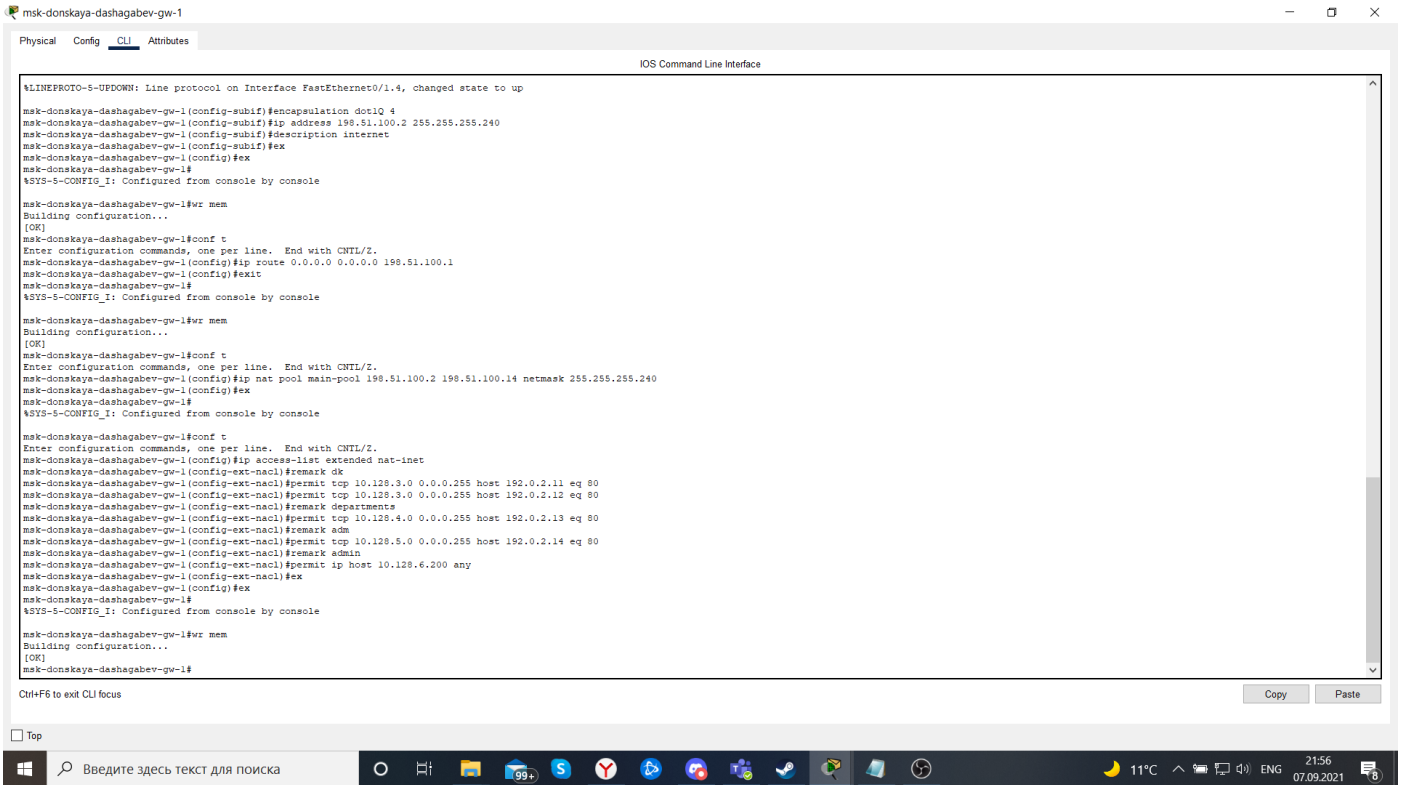 msk-donskaya-dashagabev-gw-1
Physical Config CLI Attributes
IOS Command Line Interface
%LINEPROTO-5-UPDOWN: Line protocol on Interface FastEthernet0/1.4, changed state to up
msk-donskaya-dashagabev-gw-1(config-subif)#encapsulation dot1Q 4
msk-donskaya-dashagabev-gw-1(config-subif)#ip address 198.51.100.2 255.255.255.240
msk-donskaya-dashagabev-gw-1(config-subif)#description internet
msk-donskaya-dashagabev-gw-1(config-subif)#ex
msk-donskaya-dashagabev-gw-1(config)#ex
msk-donskaya-dashagabev-gw-1#
%SYS-5-CONFIG_I: Configured from console by console
msk-donskaya-dashagabev-gw-1#wr mem
Building configuration...
[OK]
msk-donskaya-dashagabev-gw-1#conf t
Enter configuration commands, one per line. End with CNTL/Z.
msk-donskaya-dashagabev-gw-1(config)#ip route 0.0.0.0 0.0.0.0 198.51.100.1
msk-donskaya-dashagabev-gw-1(config)#exit
msk-donskaya-dashagabev-gw-1#
%SYS-5-CONFIG_I: Configured from console by console
msk-donskaya-dashagabev-gw-1#wr mem
Building configuration...
[OK]
msk-donskaya-dashagabev-gw-1#conf t
Enter configuration commands, one per line. End with CNTL/Z.
msk-donskaya-dashagabev-gw-1(config)#ip nat pool main-pool 198.51.100.2 198.51.100.14 netmask 255.255.255.240
msk-donskaya-dashagabev-gw-1(config)#ex
msk-donskaya-dashagabev-gw-1#
%SYS-5-CONFIG_I: Configured from console by console
msk-donskaya-dashagabev-gw-1#conf t
Enter configuration commands, one per line. End with CNTL/Z.
msk-donskaya-dashagabev-gw-1(config)#ip access-list extended nat-inet
msk-donskaya-dashagabev-gw-1(config-ext-nacl)#remark dk
msk-donskaya-dashagabev-gw-1(config-ext-nacl)#permit tcp 10.128.3.0 0.0.0.255 host 192.0.2.11 eq 80
msk-donskaya-dashagabev-gw-1(config-ext-nacl)#permit tcp 10.128.3.0 0.0.0.255 host 192.0.2.12 eq 80
msk-donskaya-dashagabev-gw-1(config-ext-nacl)#remark departments
msk-donskaya-dashagabev-gw-1(config-ext-nacl)#permit tcp 10.128.4.0 0.0.0.255 host 192.0.2.13 eq 80
msk-donskaya-dashagabev-gw-1(config-ext-nacl)#remark adm
msk-donskaya-dashagabev-gw-1(config-ext-nacl)#permit tcp 10.128.5.0 0.0.0.255 host 192.0.2.14 eq 80
msk-donskaya-dashagabev-gw-1(config-ext-nacl)#remark admin
msk-donskaya-dashagabev-gw-1(config-ext-nacl)#permit ip host 10.128.6.200 any
msk-donskaya-dashagabev-gw-1(config-ext-nacl)#ex
msk-donskaya-dashagabev-gw-1(config)#ex
msk-donskaya-dashagabev-gw-1#
%SYS-5-CONFIG_I: Configured from console by console
msk-donskaya-dashagabev-gw-1#wr mem
Building configuration...
[OK]
msk-donskaya-dashagabev-gw-1#
Ctrl+F6 to exit CLI focus
Copy Paste
Top
Введите здесь текст для поиска
99+
11°C ENG 21:56
07.09.2021
8